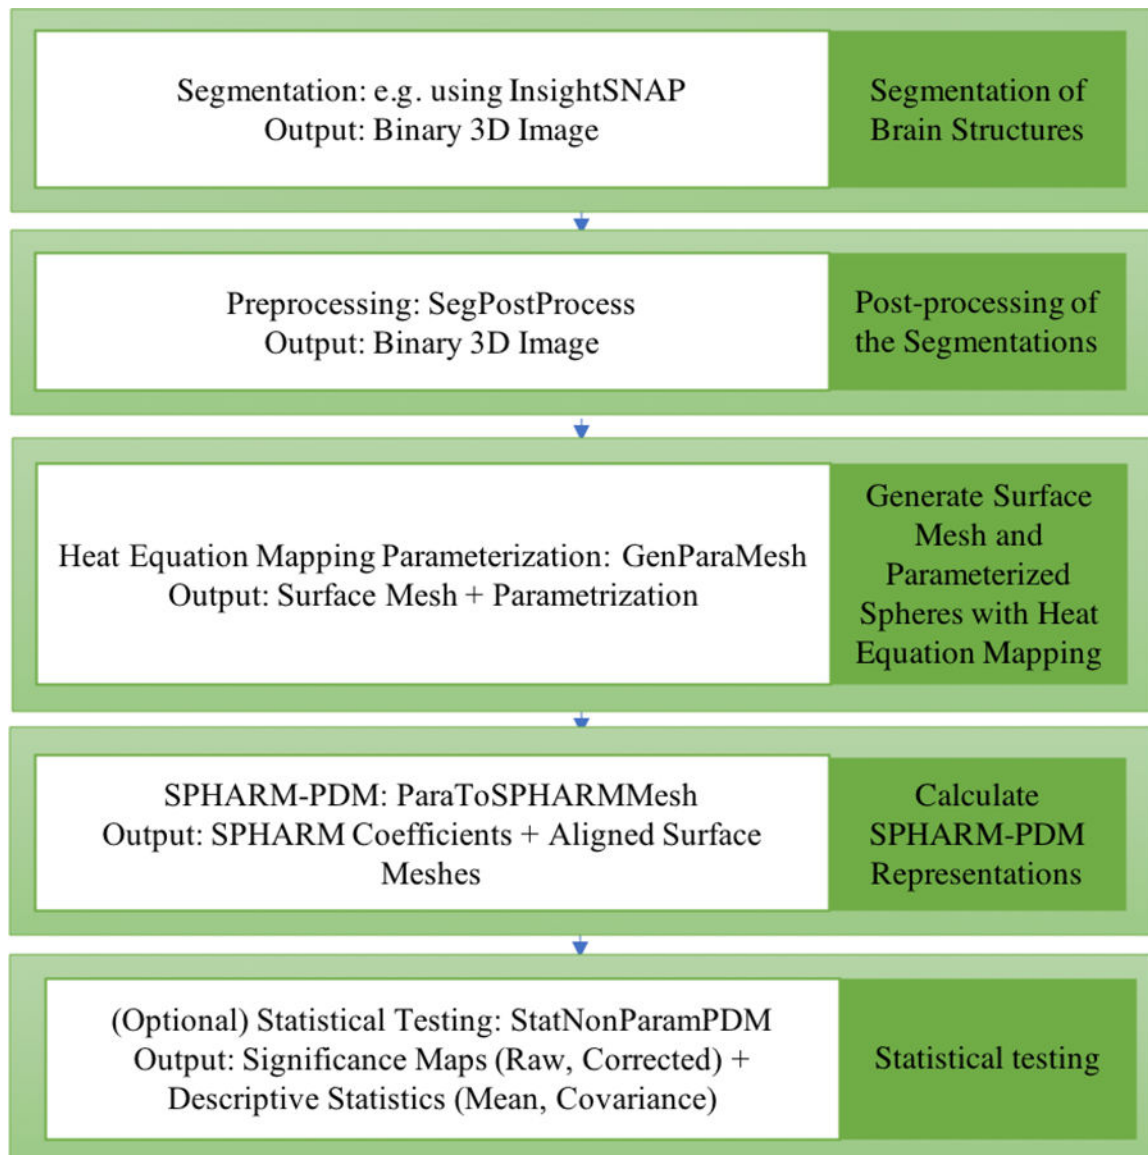 Segmentation: e.g. using InsightSNAP
Output: Binary 3D Image
Segmentation of
Brain Structures
Preprocessing: SegPostProcess
Output: Binary 3D Image
Post-processing of
the Segmentations
Heat Equation Mapping Parameterization: GenParaMesh
Output: Surface Mesh + Parametrization
Generate Surface
Mesh and
Parameterized
Spheres with Heat
Equation Mapping
SPHARM-PDM: ParaToSPHARMMesh
Output: SPHARM Coefficients + Aligned Surface
Meshes
Calculate
SPHARM-PDM
Representations
(Optional) Statistical Testing: StatNonParamPDM
Output: Significance Maps (Raw, Corrected) +
Descriptive Statistics (Mean, Covariance)
Statistical testing